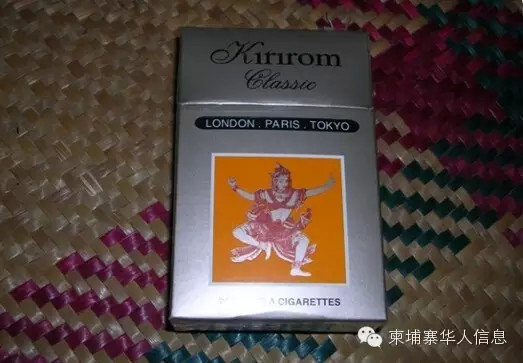 Kirirom
Classic
LONDON . PARIS . TOKYO
A CIGARETTES
柬埔寨华人信息